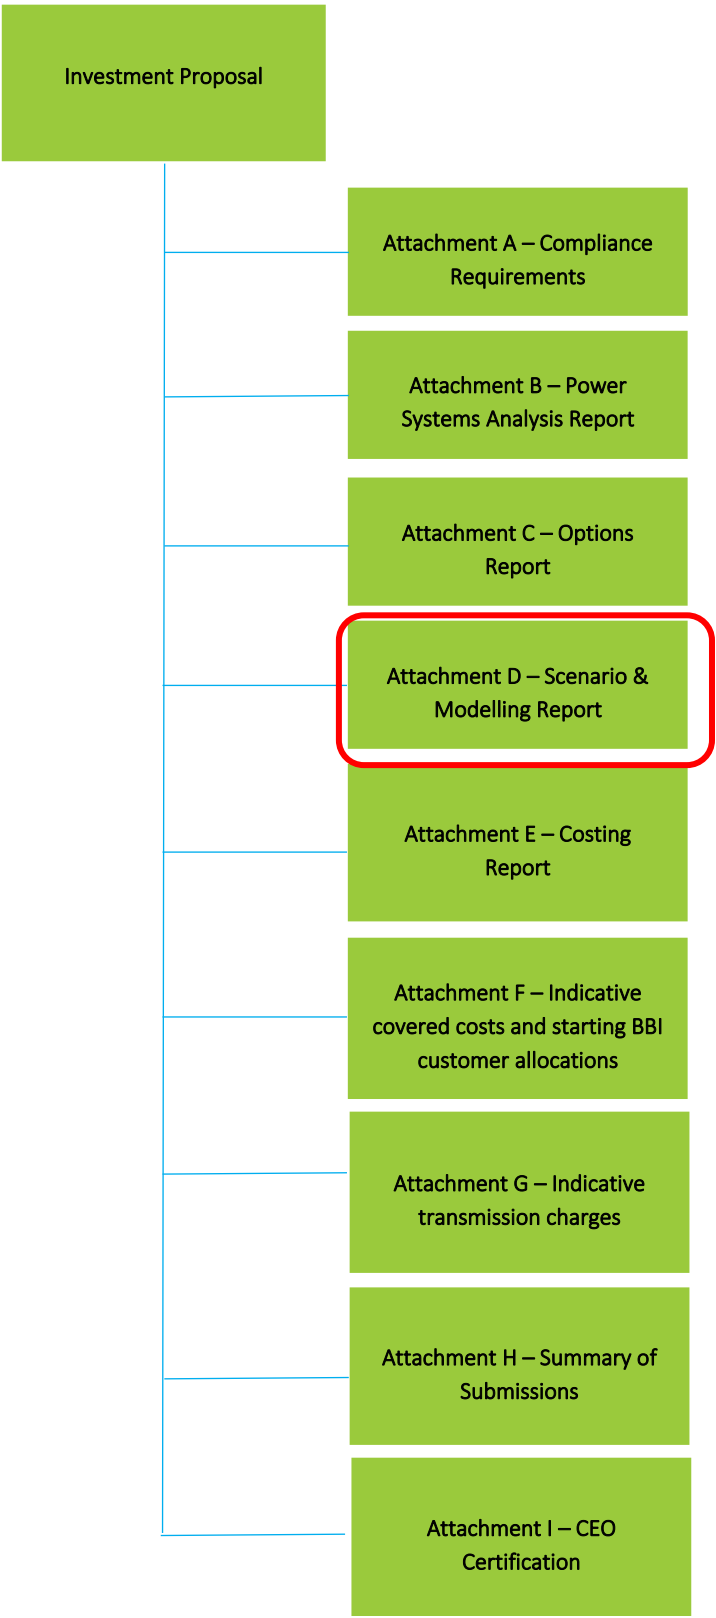 Investment Proposal
Attachment A – Compliance
Requirements
Attachment B – Power
Systems Analysis Report
Attachment C – Options
Report
Attachment D – Scenario &
Modelling Report
Attachment E – Costing
Report
Attachment F – Indicative
covered costs and starting BBI
customer allocations
Attachment G – Indicative
transmission charges
Attachment H – Summary of
Submissions
Attachment I – CEO
Certification